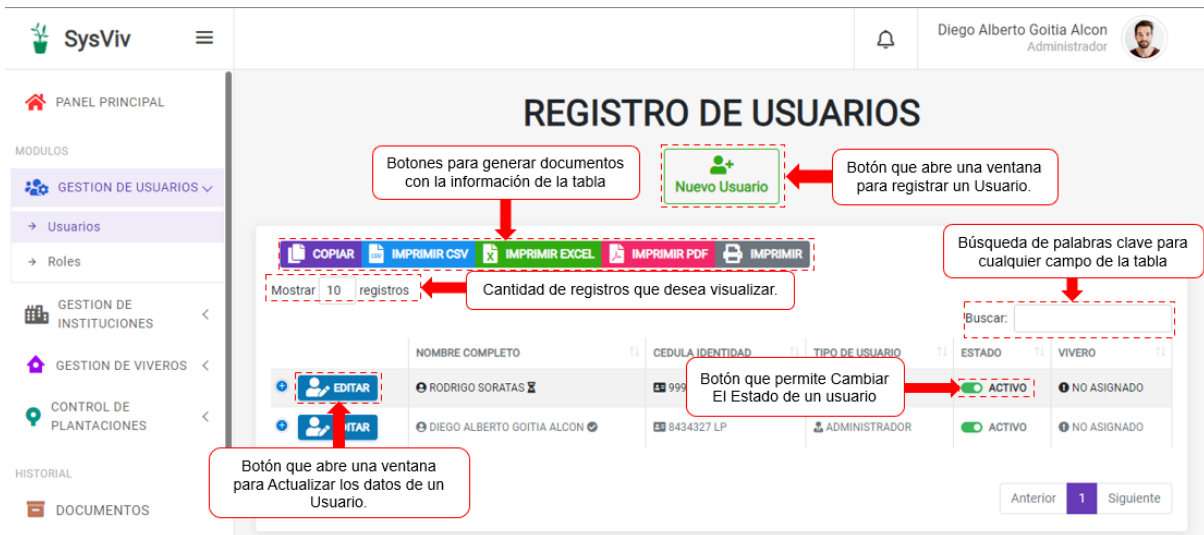 SysViv
Diego Alberto Goitia Alcon
Administrador
PANEL PRINCIPAL
MODULOS
GESTION DE USUARIOS
Usuarios
Roles
GESTION DE
INSTITUCIONES
GESTION DE VIVEROS
CONTROL DE
PLANTACIONES
HISTORIAL
DOCUMENTOS
REGISTRO DE USUARIOS
Botones para generar documentos
con la información de la tabla
Nuevo Usuario
Botón que abre una ventana
para registrar un Usuario.
COPIAR IMPRIMIR CSV IMPRIMIR EXCEL IMPRIMIR PDF IMPRIMIR
Búsqueda de palabras clave para
cualquier campo de la tabla
Mostrar 10 registros
Cantidad de registros que desea visualizar.
Buscar:
NOMBRE COMPLETO CEDULA IDENTIDAD TIPO DE USUARIO ESTADO VIVERO
EDITAR RODRIGO SORATAS 999 ACTIVO NO ASIGNADO
Botón que permite Cambiar
El Estado de un usuario
DIEGO ALBERTO GOITIA ALCON 8434327 LP ADMINISTRADOR ACTIVO NO ASIGNADO
Botón que abre una ventana
para Actualizar los datos de un
Usuario.
Anterior 1 Siguiente